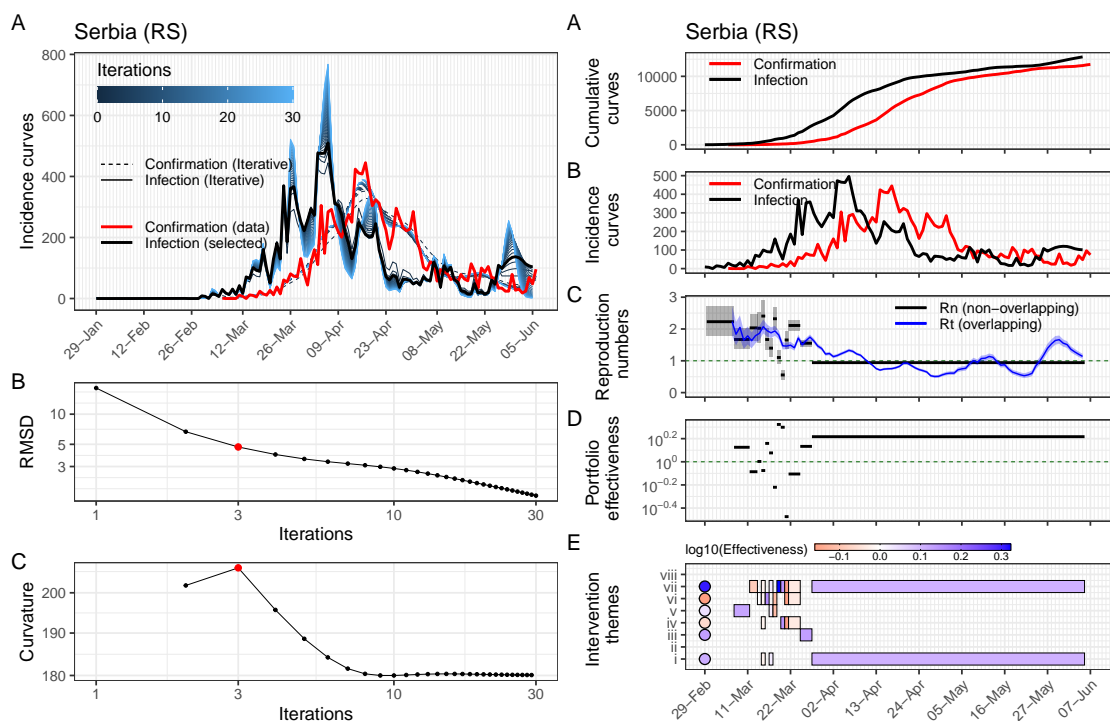 A
Serbia (RS)
Incidence curves
800
600
400
200
0
Iterations
0
10
20
30
Confirmation (Iterative)
Infection (Iterative)
Confirmation (data)
Infection (selected)
29−Jan
12−Feb
26−Feb
12−Mar
26−Mar
09−Apr
23−Apr
08−May
22−May
05−Jun
B
RMSD
10
5
3
1
3
10
30
Iterations
C
Curvature
200
190
180
1
3
10
30
Iterations
A
Serbia (RS)
Cumulative
curves
10000
5000
0
Confirmation
Infection
B
Incidence
curves
500
400
300
200
100
0
Confirmation
Infection
C
Reproduction
numbers
3
2
1
0
Rn (non−overlapping)
Rt (overlapping)
D
Portfolio
effectiveness
10^0.2
10^0
10^−0.2
10^−0.4
E
log10(Effectiveness)
−0.1
0.0
0.1
0.2
0.3
Intervention
themes
viii
vii
vi
v
iv
iii
ii
i
29−Feb
11−Mar
22−Mar
02−Apr
13−Apr
24−Apr
05−May
16−May
27−May
07−Jun